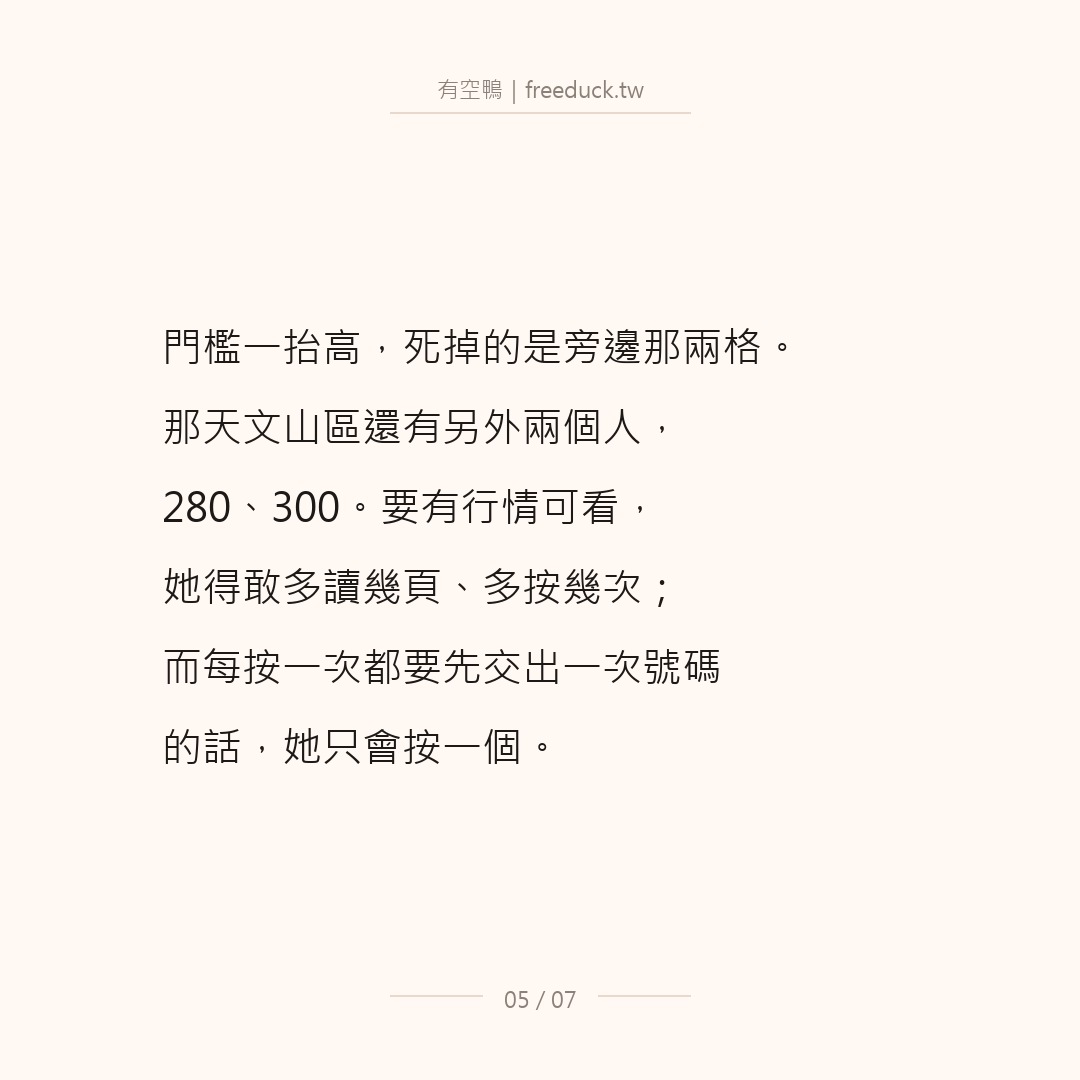 有空鴨｜freeduck.tw
門檻一抬高，死掉的是旁邊那兩格。
那天文山區還有另外兩個人，
280、300。要有行情可看，
她得敢多讀幾頁、多按幾次；
而每按一次都要先交出一次號碼
的話，她只會按一個。
05 / 07